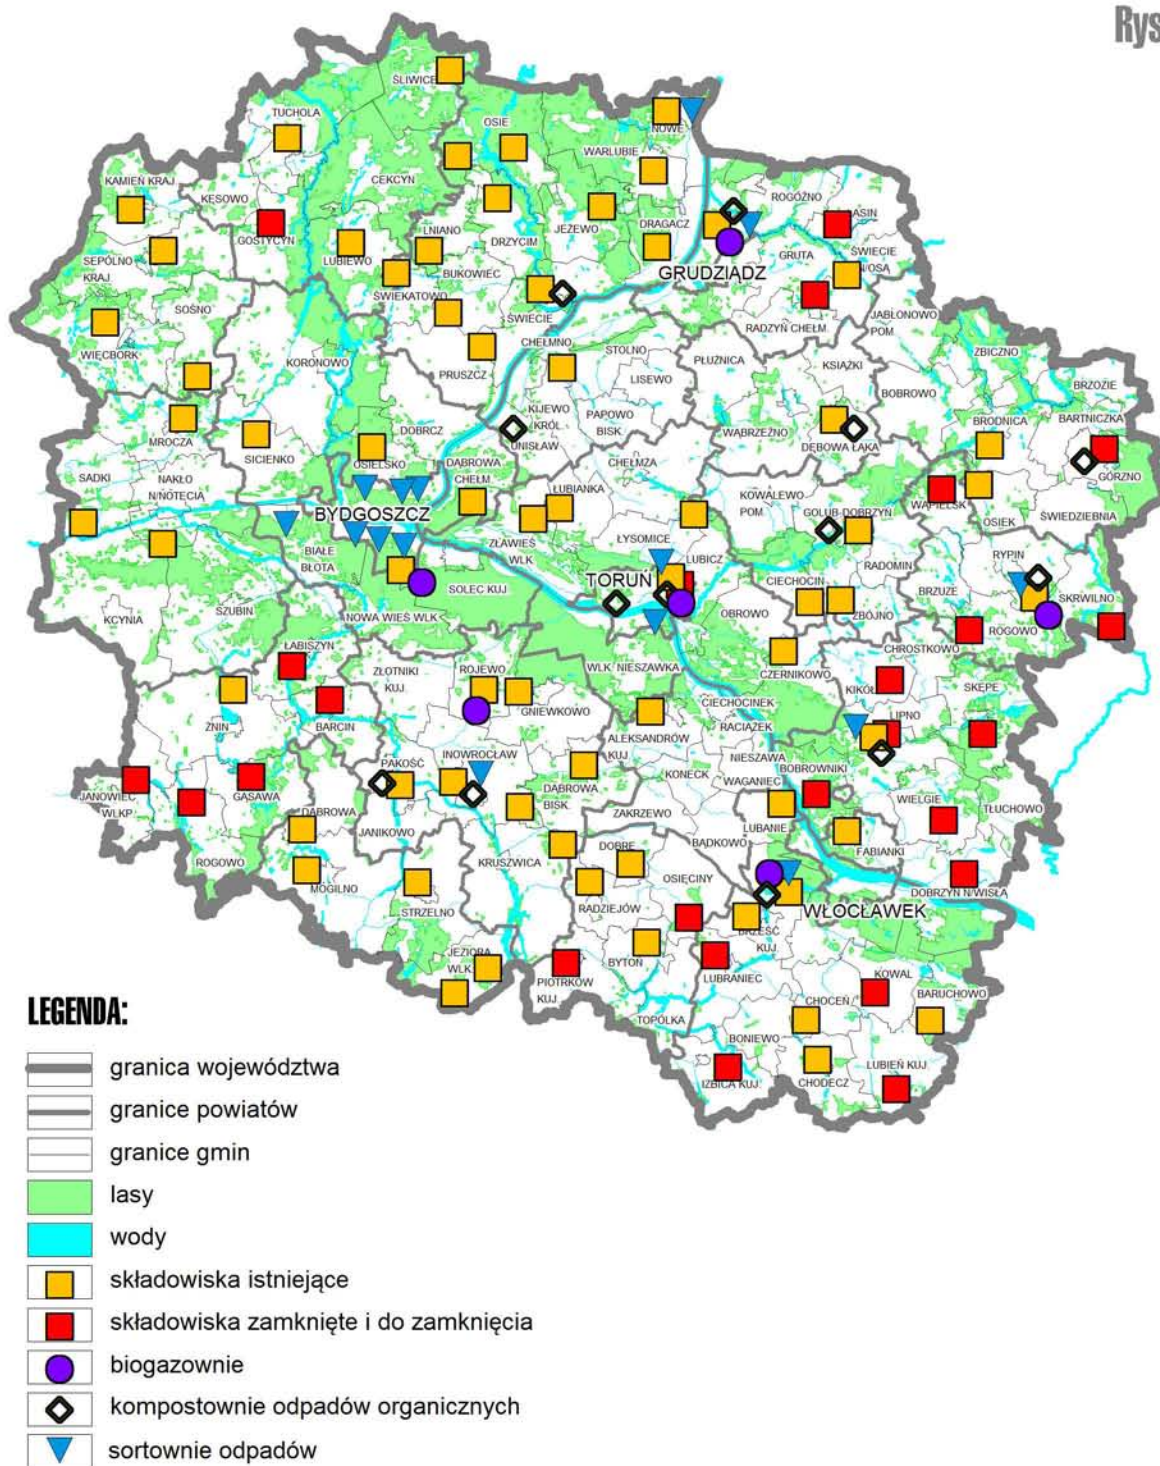 Rys
ŚLIWICE
TUCHOLA
OSIE
NOWE
WARLUBIE
KAMIEŃ KRAJ
KĘSOWO
CEKCYN
ROGÓŹNO
GOSTYCYN
LUBIEWO
LNIANO
DRZYCIM
JEŻEWO
DRAGACZ
ASIN
SEPÓLNO
KRAJ
BUKOWIEC
GRUDZIĄDZ
GRUTA
ŚWIECIE
N/OSĄ
ŚWIEKATOWO
SOŚNO
ŚWIECIE
RADZYŃ CHEŁM.
JABŁONOWO
POM.
WIĘCBORK
KORONOWO
PRUSZCZ
CHEŁMNO
STOLNO
LISEWO
PŁUŻNICA
KSIĄŻKI
ZBICZNO
BOBROWO
BRZOZIE
BARTNICZKA
MROCZA
SICIENKO
DOBRCZ
KIJEWO
KRÓL
UNISŁAW
PAPOWO
BISK.
WĄBRZEŹNO
DĘBOWA ŁĄKA
BRODNICA
GÓRZNO
OSIELSKO
DĄBROWA
CHEŁM
CHEŁMŻA
SADKI
NAKŁO
N/NOTECIĄ
BYDGOSZCZ
ŁUBIANKA
KOWALEWO
POM
GOLUB-DOBRZYŃ
WĄPIELSK
OSIEK
ŚWIEDZIEBNIA
BIAŁE
BŁOTA
ZŁAWIEŚ
WLK
ŁYSOMICE
LUBICZ
RADOMIN
RYPIN
SZUBIN
SOLEC KUJ
TORUŃ
CIECHOCIN
BRZUZE
SKRWILNO
KCYNIA
NOWA WIEŚ WLK
OBROWO
ZBÓJNO
ROGOWO
ŁABISZYN
ZŁOTNIKI
KUJ.
ROJEWO
WLK. NIESZAWKA
CZERNIKOWO
CHROSTKOWO
ŻNIN
BARCIN
GNIEWKOWO
CIECHOCINEK
RACIĄŻEK
KIKÓŁ
SKĘPE
INOWROCŁAW
ALEKSANDRÓW
KUJ
LIPNO
PAKOŚĆ
DĄBROWA
BISK.
KONECK
NIESZAWA
WAGANIEC
BOBROWNIKI
JANOWIEC
WLKP
GĄSAWA
DĄBROWA
JANIKOWO
ZAKRZEWO
WIELGIE
TŁUCHOWO
LUBANIE
ROGOWO
KRUSZWICA
DOBRE
BĄDKOWO
FABIANKI
MOGILNO
OSIĘCINY
DOBRZYŃ N/WISŁĄ
STRZELNO
RADZIEJÓW
WŁOCŁAWEK
BRZEŚĆ
KUJ.
JEZIORA
WLK.
BYTOŃ
PIOTRKÓW
KUJ.
LUBRANIEC
KOWAL
CHOCEŃ
BARUCHOWO
TOPÓLKA
BONIEWO
LUBIEŃ KUJ.
IZBICA KUJ.
CHODECZ
LEGENDA:
granica województwa
granice powiatów
granice gmin
lasy
wody
składowiska istniejące
składowiska zamknięte i do zamknięcia
biogazownie
kompostownie odpadów organicznych
sortownie odpadów